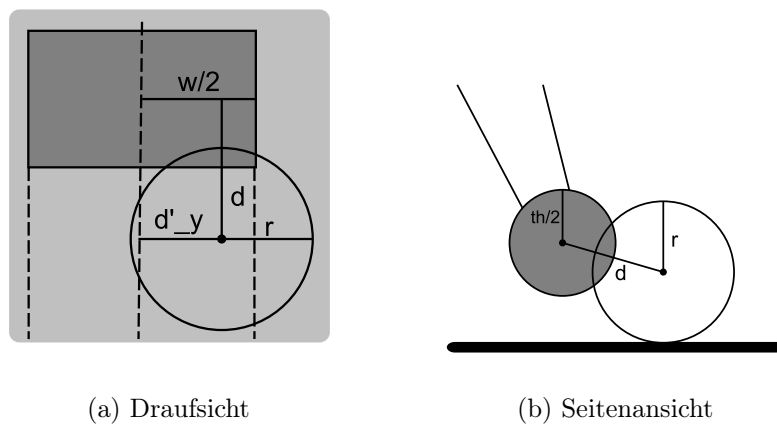 w/2
d
d'_y
r
th/2
r
d
(a) Draufsicht
(b) Seitenansicht